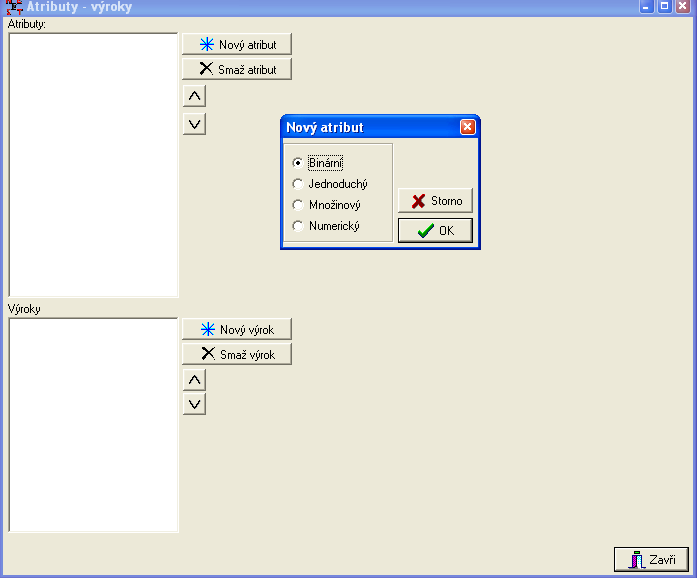 Atributy - výroky
Atributy:
Nový atribut
Smaž atribut
Nový atribut
Binární
Jednoduchý
Množinový
Numerický
Storno
OK
Výroky
Nový výrok
Smaž výrok
Zavři